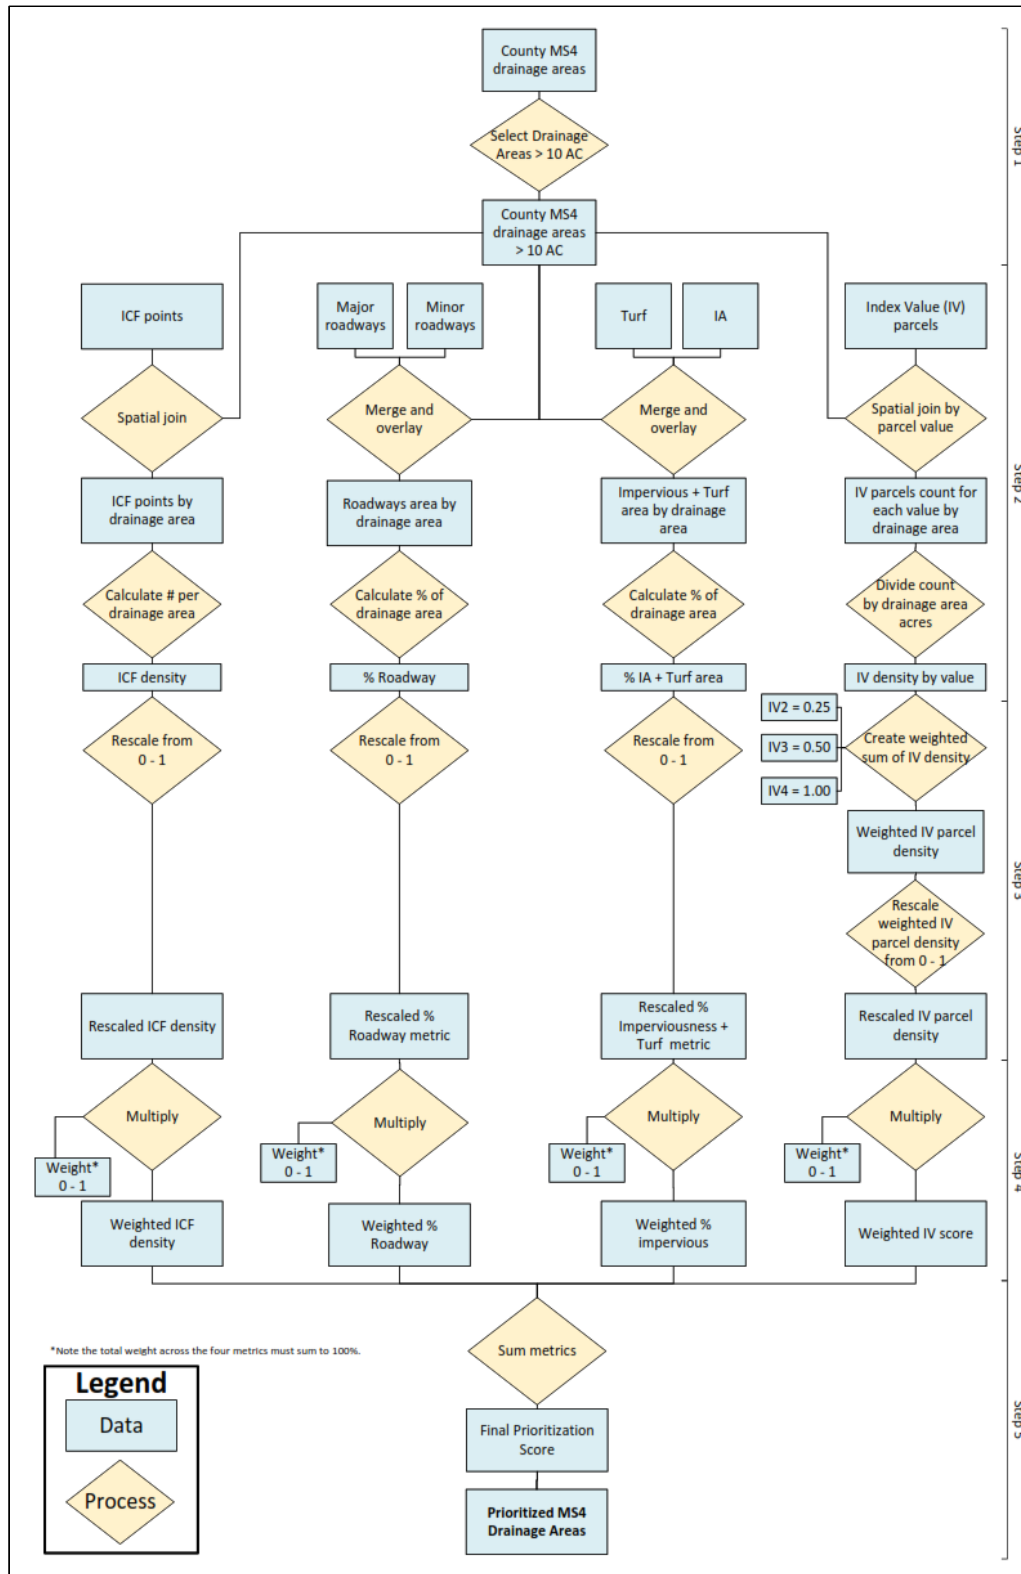 County MS4
drainage areas
Select Drainage
Areas > 10 AC
Step 1
County MS4
drainage areas
> 10 AC
ICF points
Major
roadways
Minor
roadways
Turf
IA
Index Value (IV)
parcels
Spatial join
Merge and
overlay
Merge and
overlay
Spatial join by
parcel value
Step 2
ICF points by
drainage area
Roadways area by
drainage area
Impervious + Turf
area by drainage
area
IV parcels count for
each value by
drainage area
Calculate # per
drainage area
Calculate % of
drainage area
Calculate % of
drainage area
Divide count
by drainage area
acres
ICF density
% Roadway
% IA + Turf area
IV density by value
Rescale from
0 - 1
Rescale from
0 - 1
Rescale from
0 - 1
IV2 = 0.25
IV3 = 0.50
IV4 = 1.00
Create weighted
sum of IV density
Weighted IV parcel
density
Step 3
Rescale
weighted IV
parcel density
from 0 - 1
Rescaled ICF density
Rescaled %
Roadway metric
Rescaled %
Imperviousness +
Turf metric
Rescaled IV parcel
density
Multiply
Multiply
Multiply
Multiply
Weight*
0 - 1
Weight*
0 - 1
Weight*
0 - 1
Weight*
0 - 1
Step 4
Weighted ICF
density
Weighted %
Roadway
Weighted %
impervious
Weighted IV score
Sum metrics
*Note the total weight across the four metrics must sum to 100%.
Legend
Data
Process
Final Prioritization
Score
Step 5
Prioritized MS4
Drainage Areas